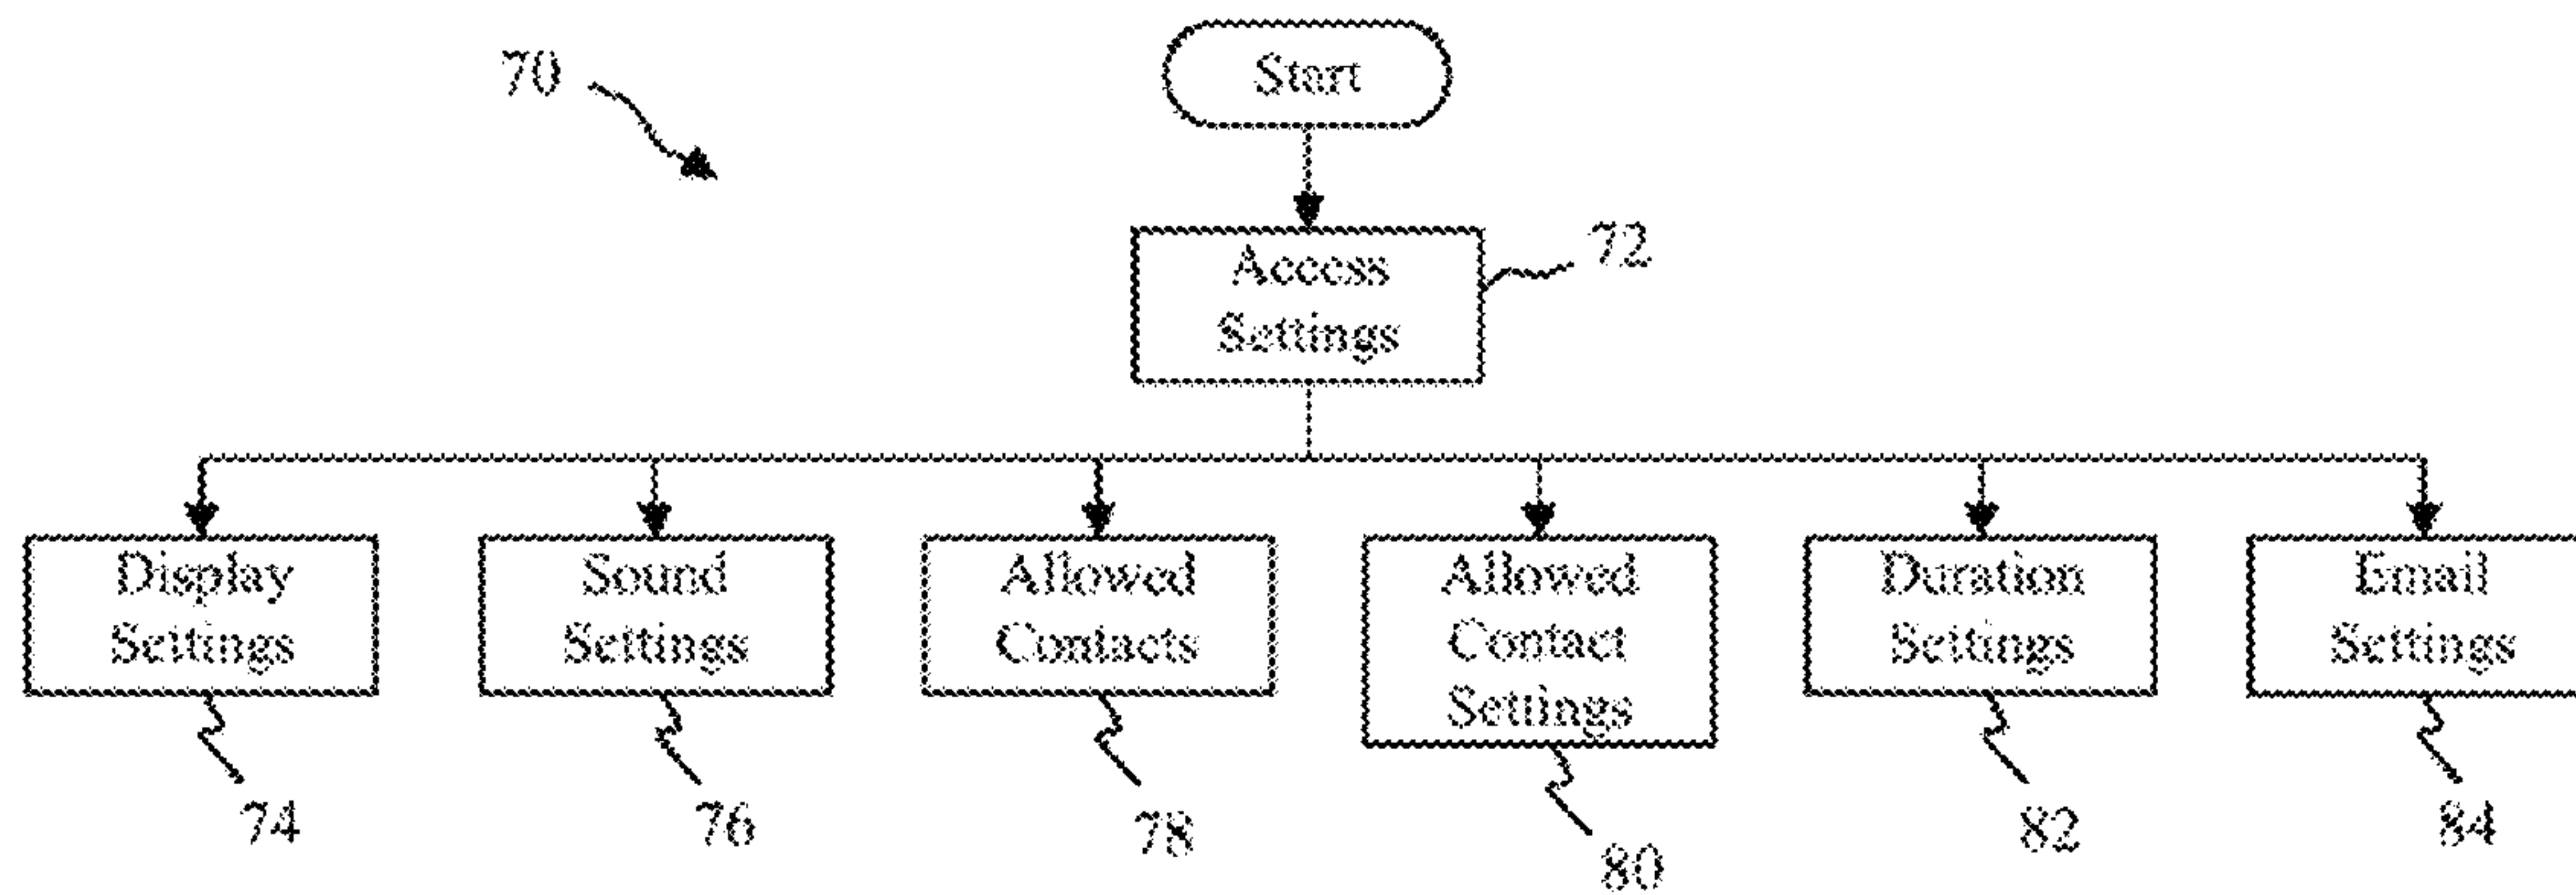 70
Start
Access
Settings
72
Display
Settings
Sound
Settings
Allowed
Contacts
Allowed
Contact
Settings
Duration
Settings
Email
Settings
74
76
78
80
82
84